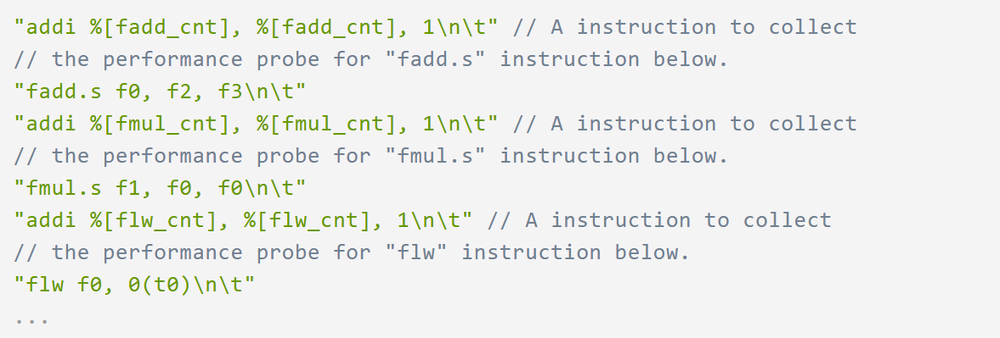 "addi %[fadd_cnt], %[fadd_cnt], 1\n\t" // A instruction to collect
// the performance probe for "fadd.s" instruction below.
"fadd.s f0, f2, f3\n\t"
"addi %[fmul_cnt], %[fmul_cnt], 1\n\t" // A instruction to collect
// the performance probe for "fmul.s" instruction below.
"fmul.s f1, f0, f0\n\t"
"addi %[flw_cnt], %[flw_cnt], 1\n\t" // A instruction to collect
// the performance probe for "flw" instruction below.
"flw f0, 0(t0)\n\t"
...